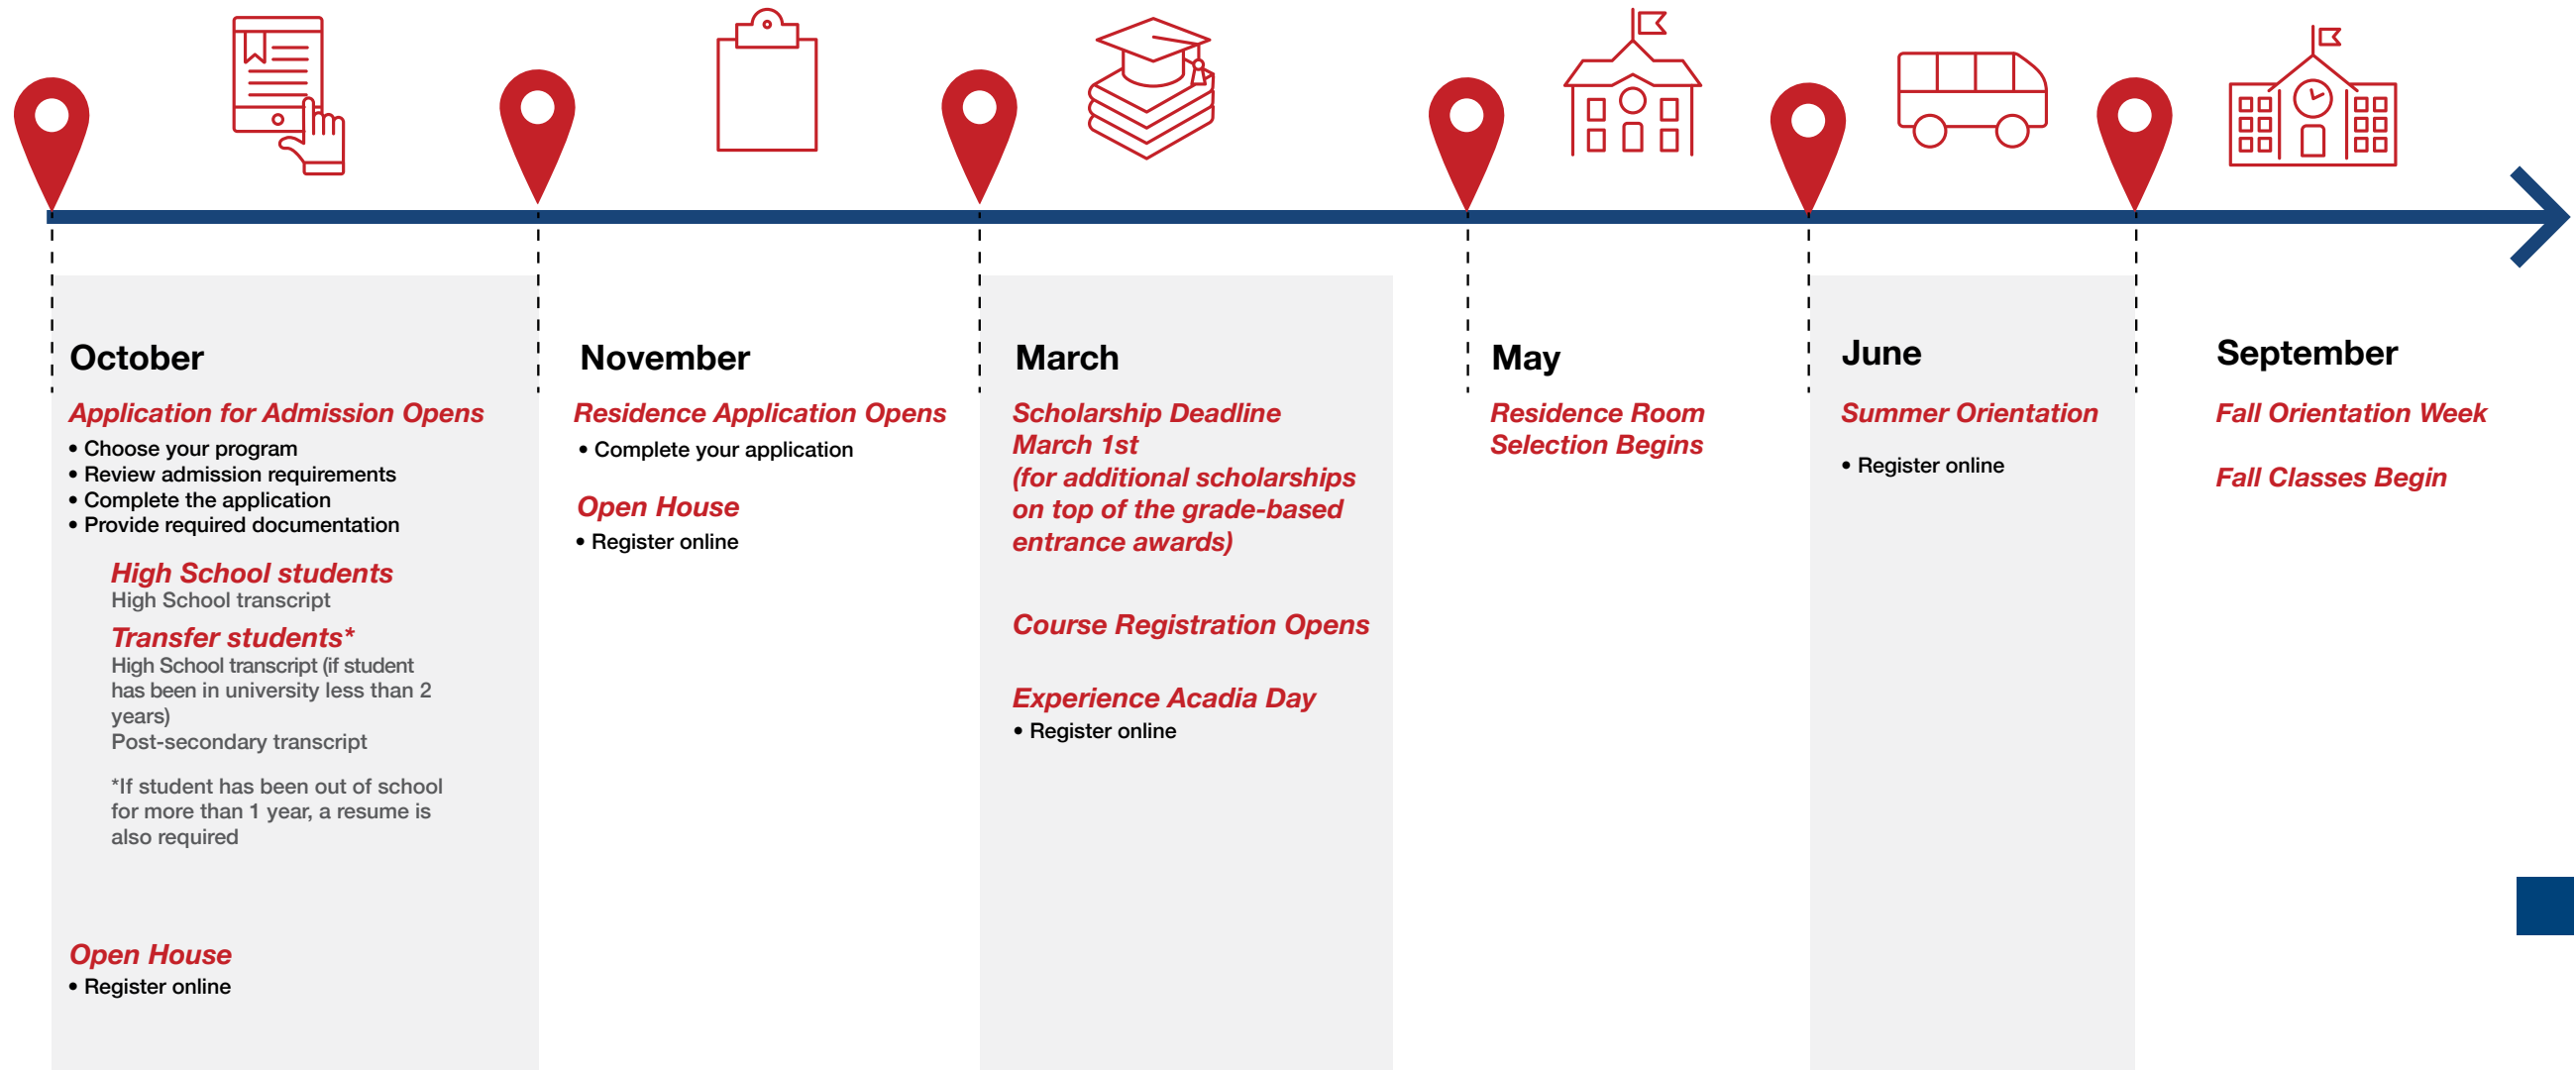 October
Application for Admission Opens
• Choose your program
• Review admission requirements
• Complete the application
• Provide required documentation
High School students
High School transcript
Transfer students*
High School transcript (if student
has been in university less than 2
years)
Post-secondary transcript
*If student has been out of school
for more than 1 year, a resume is
also required
Open House
• Register online
November
Residence Application Opens
• Complete your application
Open House
• Register online
March
Scholarship Deadline
March 1st
(for additional scholarships
on top of the grade-based
entrance awards)
Course Registration Opens
Experience Acadia Day
• Register online
May
Residence Room
Selection Begins
June
Summer Orientation
• Register online
September
Fall Orientation Week
Fall Classes Begin